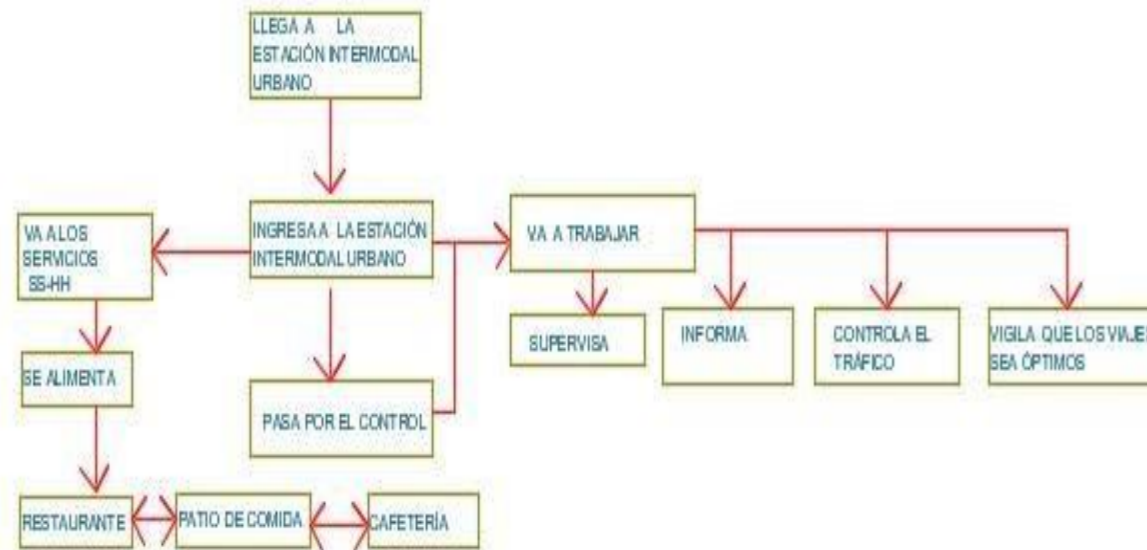 LLEGA A LA
ESTACIÓN INTERMODAL
URBANO
INGRESA A LA ESTACIÓN
INTERMODAL URBANO
VA A LOS
SERVICIOS
SS-HH
VA A TRABAJAR
SUPERVISA
INFORMA
CONTROLA EL
TRÁFICO
VIGILA QUE LOS VIAJE
SEA ÓPTIMOS
SE ALIMENTA
PASA POR EL CONTROL
RESTAURANTE
PATIO DE COMIDA
CAFETERÍA